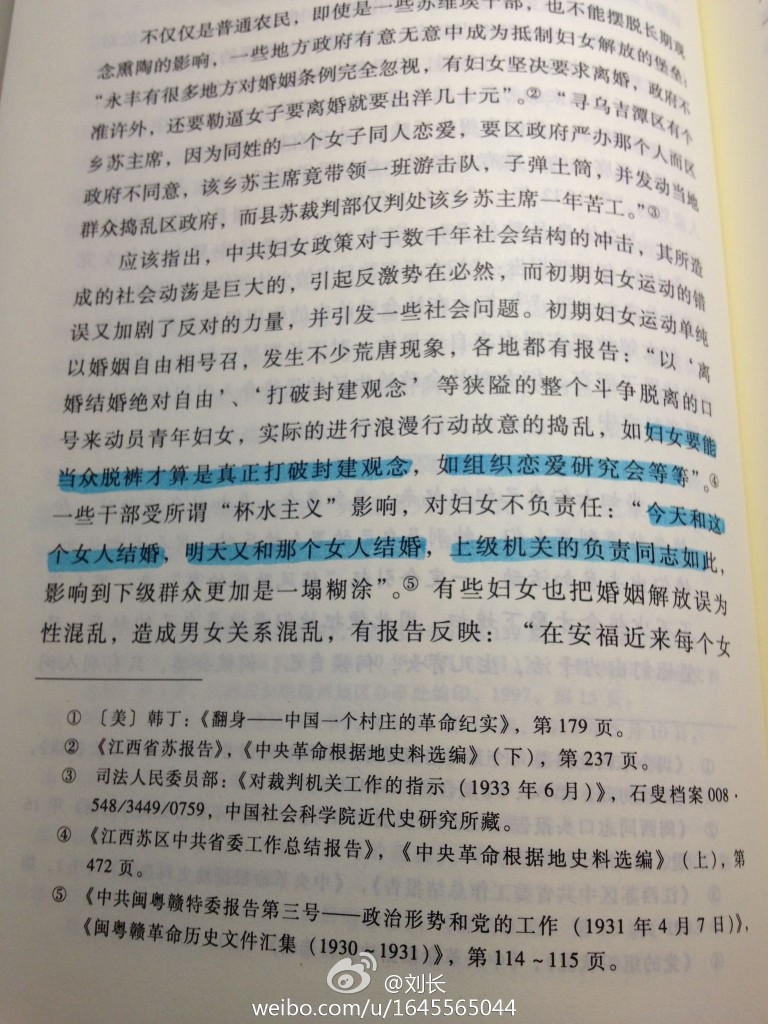 不仅仅是普通农民，即使是一些苏维埃干部，也不能摆脱长期观
念熏陶的影响，一些地方政府有意无意中成为抵制妇女解放的堡垒：
“永丰有很多地方对婚姻条例完全忽视，有妇女坚决要求离婚，政府不
准许外，还要勒逼女子要离婚就要出洋几十元”。②“寻乌吉潭区有个
乡苏主席，因为同姓的一个女子同人恋爱，要区政府严办那个人而区
政府不同意，该乡苏主席竟带领一班游击队，子弹土筒，并发动当地
群众捣乱区政府，而县苏裁判部仅判处该乡苏主席一年苦工。”③
应该指出，中共妇女政策对于数千年社会结构的冲击，其所造
成的社会动荡是巨大的，引起反激势在必然，而初期妇女运动的错
误又加剧了反对的力量，并引发一些社会问题。初期妇女运动单纯
以婚姻自由相号召，发生不少荒唐现象，各地都有报告：“以‘离
婚结婚绝对自由’、‘打破封建观念’等狭隘的整个斗争脱离的口
号来动员青年妇女，实际的进行浪漫行动故意的捣乱，如妇女要能
当众脱裤才算是真正打破封建观念，如组织恋爱研究会等等”。④
一些干部受所谓“杯水主义”影响，对妇女不负责任：“今天和这
个女人结婚，明天又和那个女人结婚，上级机关的负责同志如此，
影响到下级群众更加是一塌糊涂”。⑤有些妇女也把婚姻解放误为
性混乱，造成男女关系混乱，有报告反映：“在安福近来每个女
①〔美〕韩丁：《翻身——中国一个村庄的革命纪实》，第179页。
②《江西省苏报告》，《中央革命根据地史料选编》（下），第237页。
③ 司法人民委员部：《对裁判机关工作的指示（1933年6月）》，石叟档案008·
548/3449/0759，中国社会科学院近代史研究所藏。
④《江西苏区中共省委工作总结报告》，《中央革命根据地史料选编》（上），第
472页。
⑤《中共闽粤赣特委报告第三号——政治形势和党的工作（1931年4月7日）》，
《闽粤赣革命历史文件汇集（1930～1931）》，第114～115页。
@刘长
weibo.com/u/1645565044